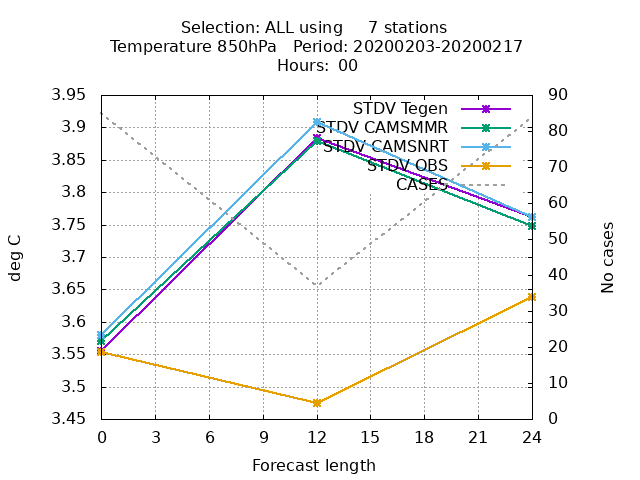 Selection: ALL using     7 stations
Temperature 850hPa   Period: 20200203-20200217
Hours:  00
3.95
3.9
3.85
3.8
3.75
3.7
3.65
3.6
3.55
3.5
3.45
deg C
STDV Tegen
STDV CAMSMMR
STDV CAMSNRT
STDV OBS
CASES
90
80
70
60
50
40
30
20
10
0
No cases
0 3 6 9 12 15 18 21 24
Forecast length